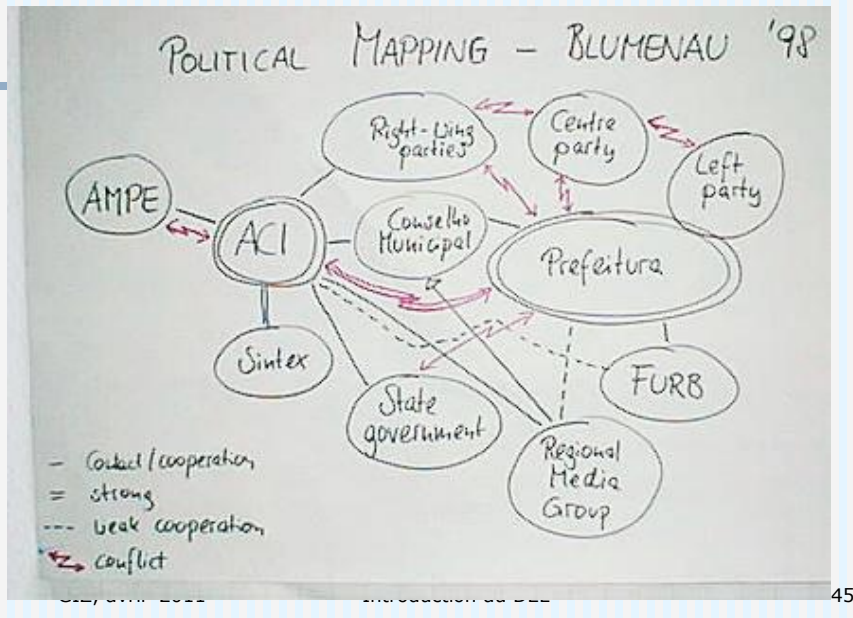 POLITICAL MAPPING - BLUMENAU '98
Right-Wing
parties
Centre
party
Left
party
AMPE
ACI
Conselho
Municipal
Prefeitura
Sintex
State
government
FURB
Regional
Media
Group
- Contact/cooperation
= strong
--- weak cooperation
conflict
45